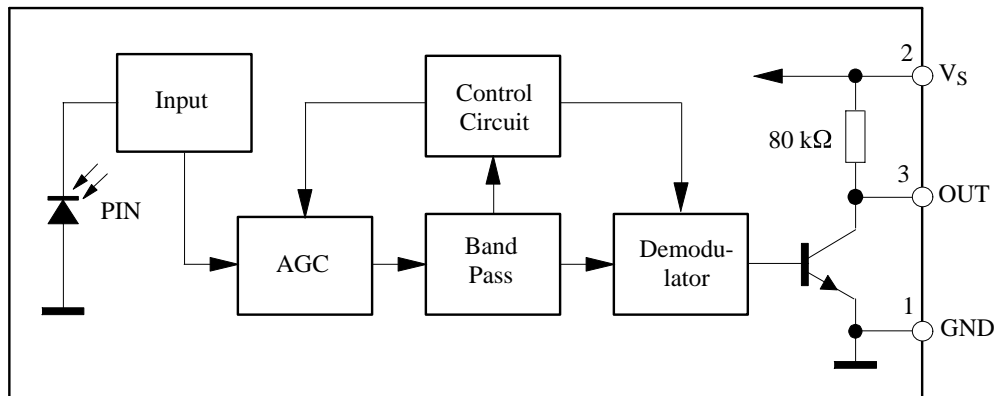 Input
Control
Circuit
2
V_S
80 kΩ
3
OUT
PIN
AGC
Band
Pass
Demodu-
lator
1
GND